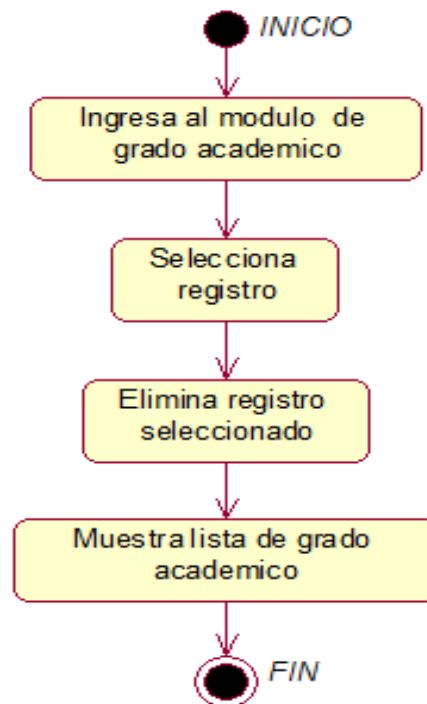 INICIO
Ingresa al modulo de
grado academico
Selecciona
registro
Elimina registro
seleccionado
Muestra lista de grado
academico
FIN